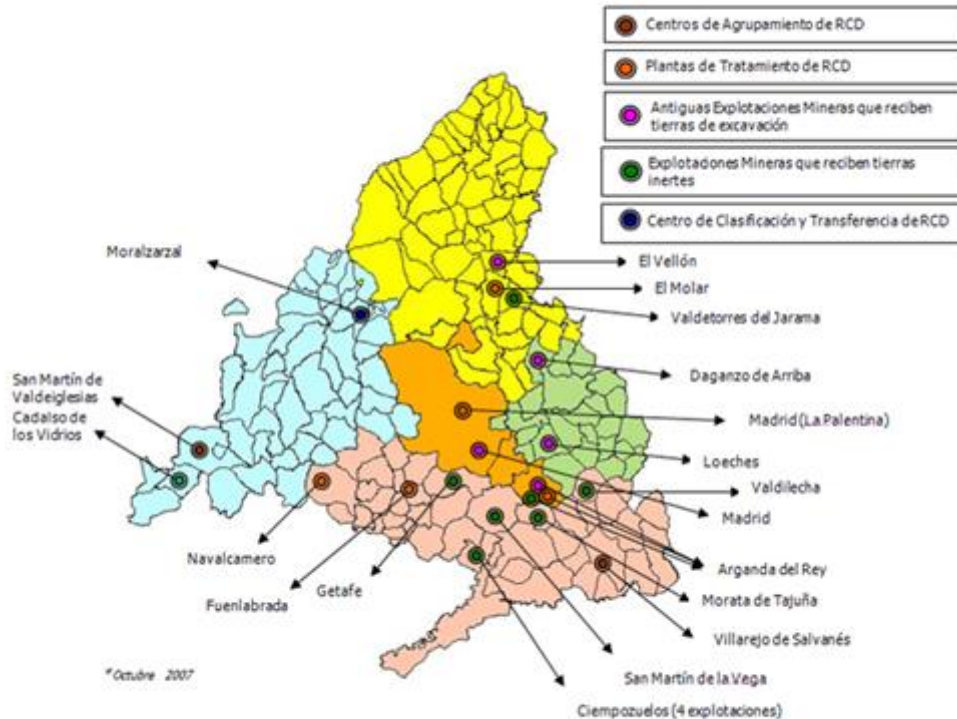 Centros de Agrupamiento de RCD
Plantas de Tratamiento de RCD
Antiguas Explotaciones Mineras que reciben
tierras de excavación
Explotaciones Mineras que reciben tierras
inertes
Centro de Clasificación y Transferencia de RCD
Moralzarzal
El Vellón
El Molar
Valdetorres del Jarama
San Martín de
Valdeiglesias
Cadalso de
los Vidrios
Daganzo de Arriba
Madrid (La Palentina)
Loeches
Valdilecha
Madrid
Navalcamero
Fuenlabrada
Getafe
Arganda del Rey
Morata de Tajuña
Villarejo de Salvanés
San Martín de la Vega
Ciempozuelos (4 explotaciones)
*Octubre 2007